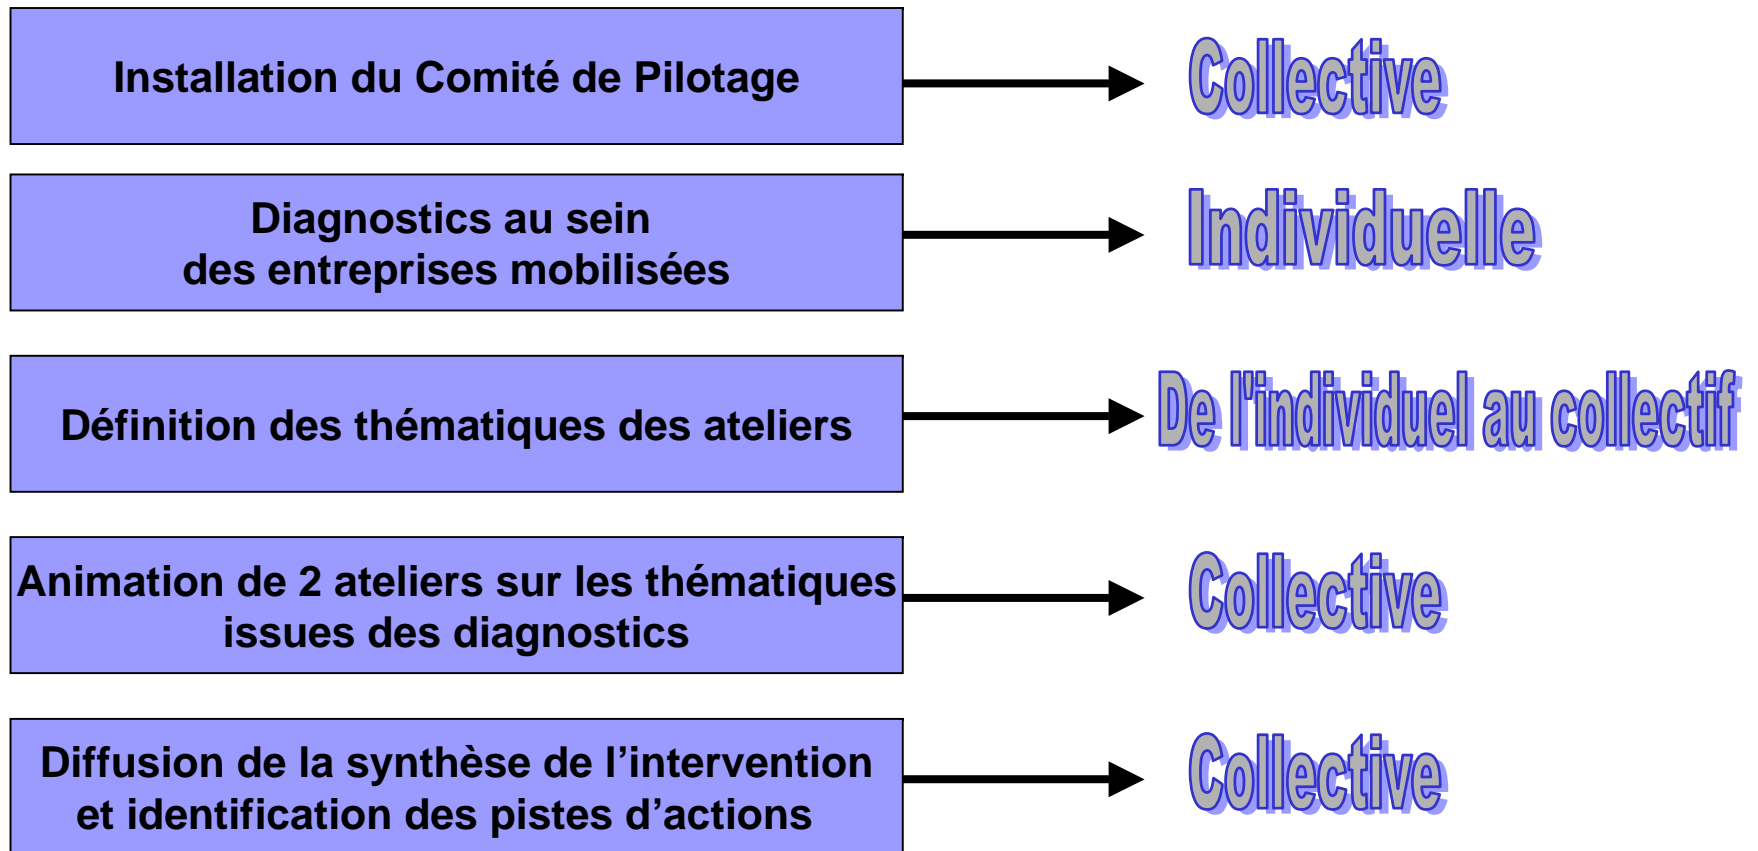 Installation du Comité de Pilotage
Collective
Diagnostics au sein
des entreprises mobilisées
Individuelle
Définition des thématiques des ateliers
De l'individuel au collectif
Animation de 2 ateliers sur les thématiques
issues des diagnostics
Collective
Diffusion de la synthèse de l’intervention
et identification des pistes d’actions
Collective